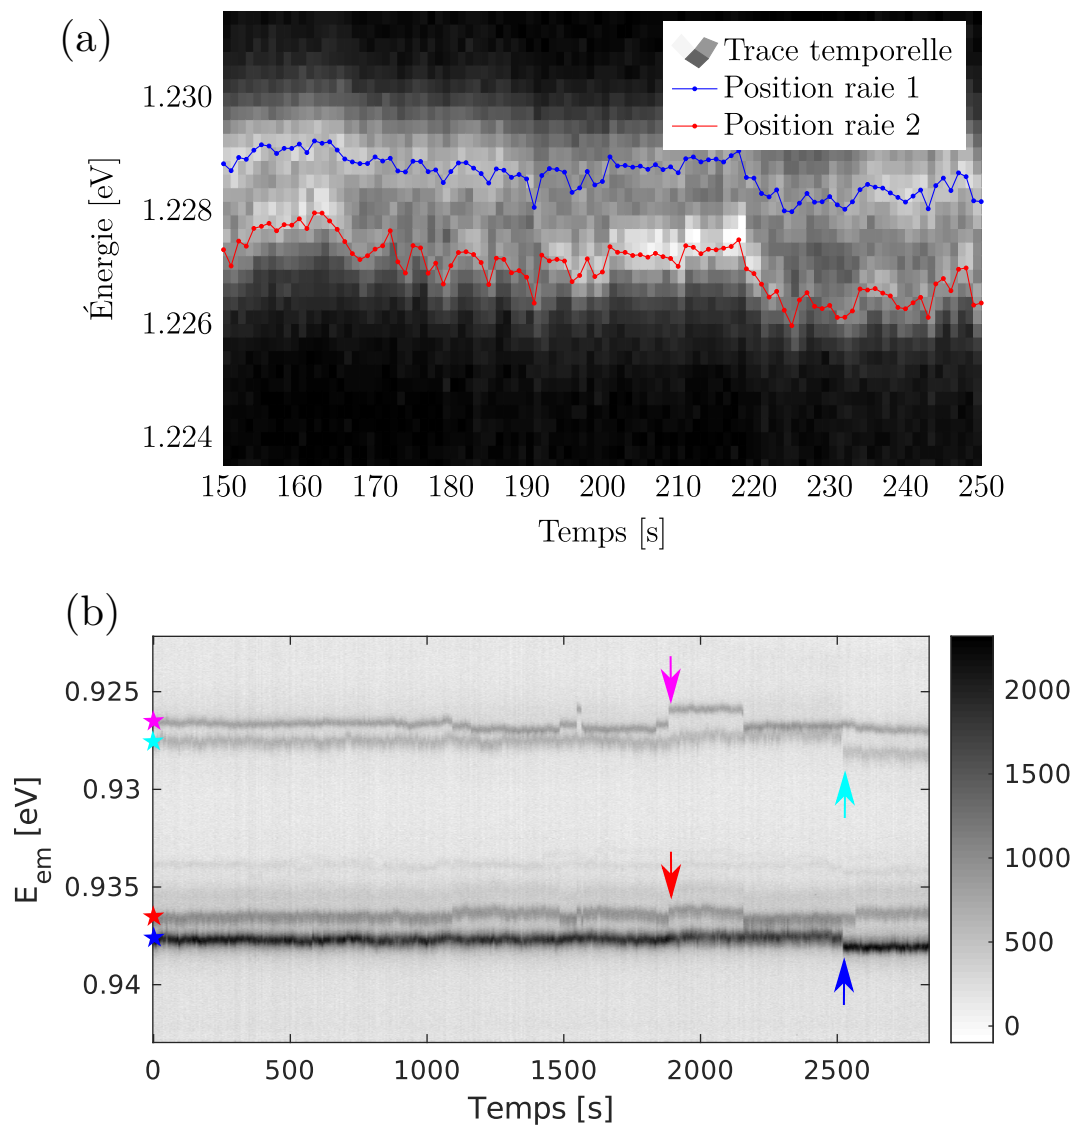 (a)
Trace temporelle
Position raie 1
Position raie 2
1.230
1.228
1.226
1.224
Énergie [eV]
150 160 170 180 190 200 210 220 230 240 250
Temps [s]
(b)
0.925
0.93
0.935
0.94
E_em [eV]
0 500 1000 1500 2000 2500
Temps [s]
2000
1500
1000
500
0